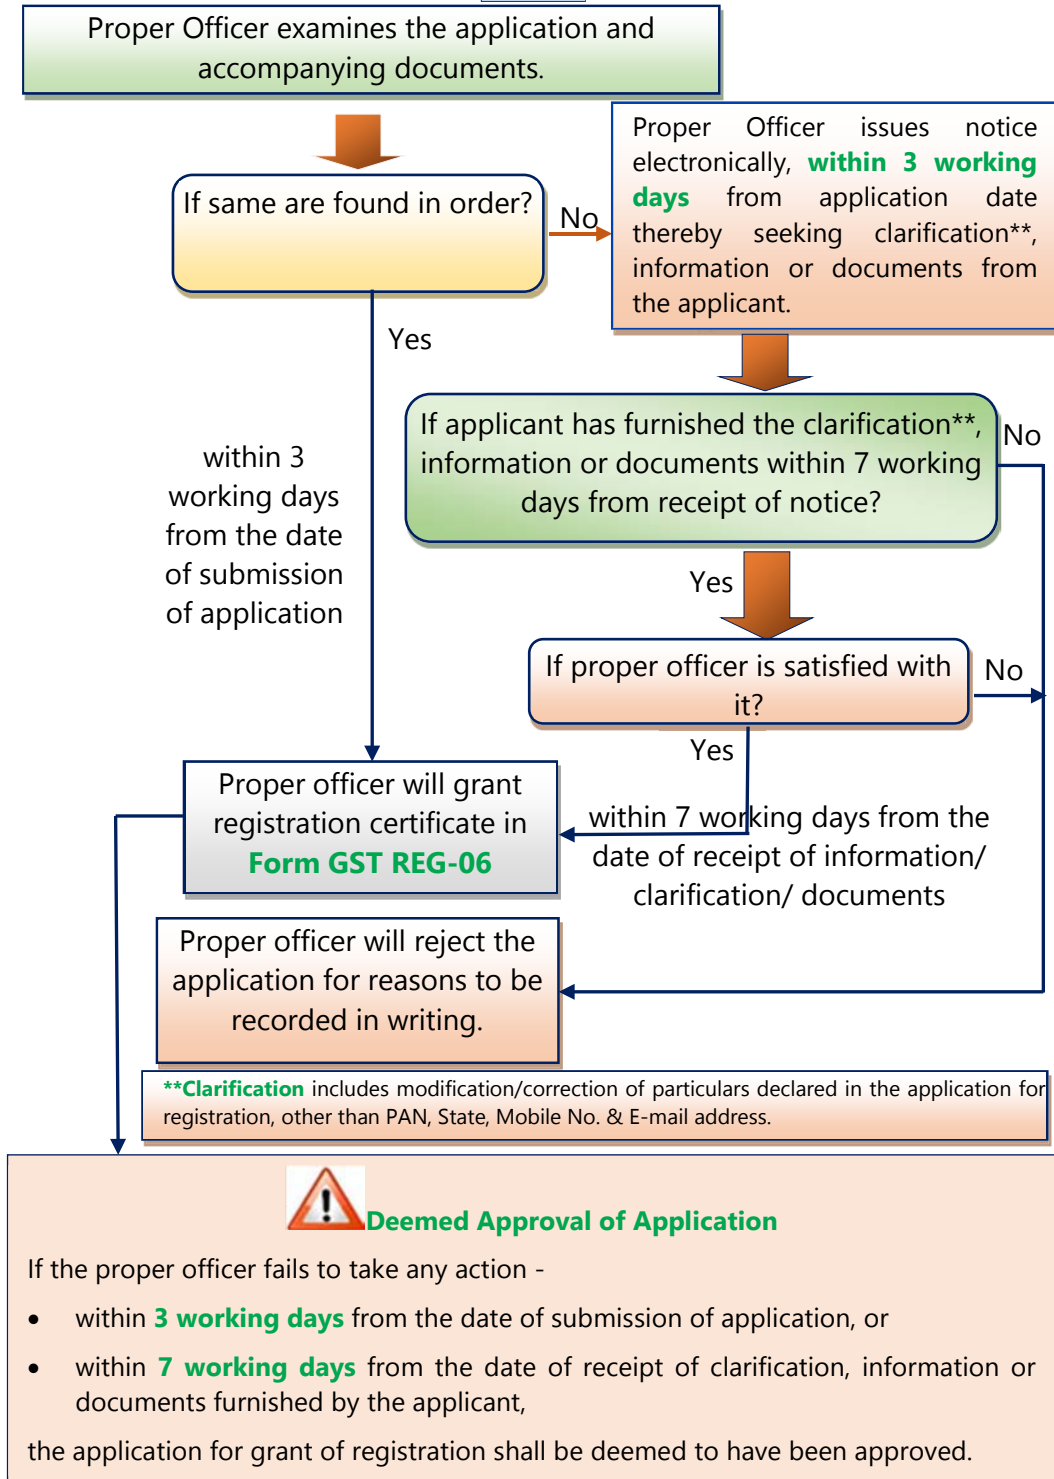 Proper Officer examines the application and
accompanying documents.
If same are found in order?
No
Proper Officer issues notice
electronically, within 3 working
days from application date
thereby seeking clarification**,
information or documents from
the applicant.
Yes
within 3
working days
from the date
of submission
of application
If applicant has furnished the clarification**,
information or documents within 7 working
days from receipt of notice?
No
Yes
If proper officer is satisfied with
it?
No
Yes
within 7 working days from the
date of receipt of information/
clarification/ documents
Proper officer will grant
registration certificate in
Form GST REG-06
Proper officer will reject the
application for reasons to be
recorded in writing.
**Clarification includes modification/correction of particulars declared in the application for
registration, other than PAN, State, Mobile No. & E-mail address.
Deemed Approval of Application
If the proper officer fails to take any action -
• within 3 working days from the date of submission of application, or
• within 7 working days from the date of receipt of clarification, information or
documents furnished by the applicant,
the application for grant of registration shall be deemed to have been approved.